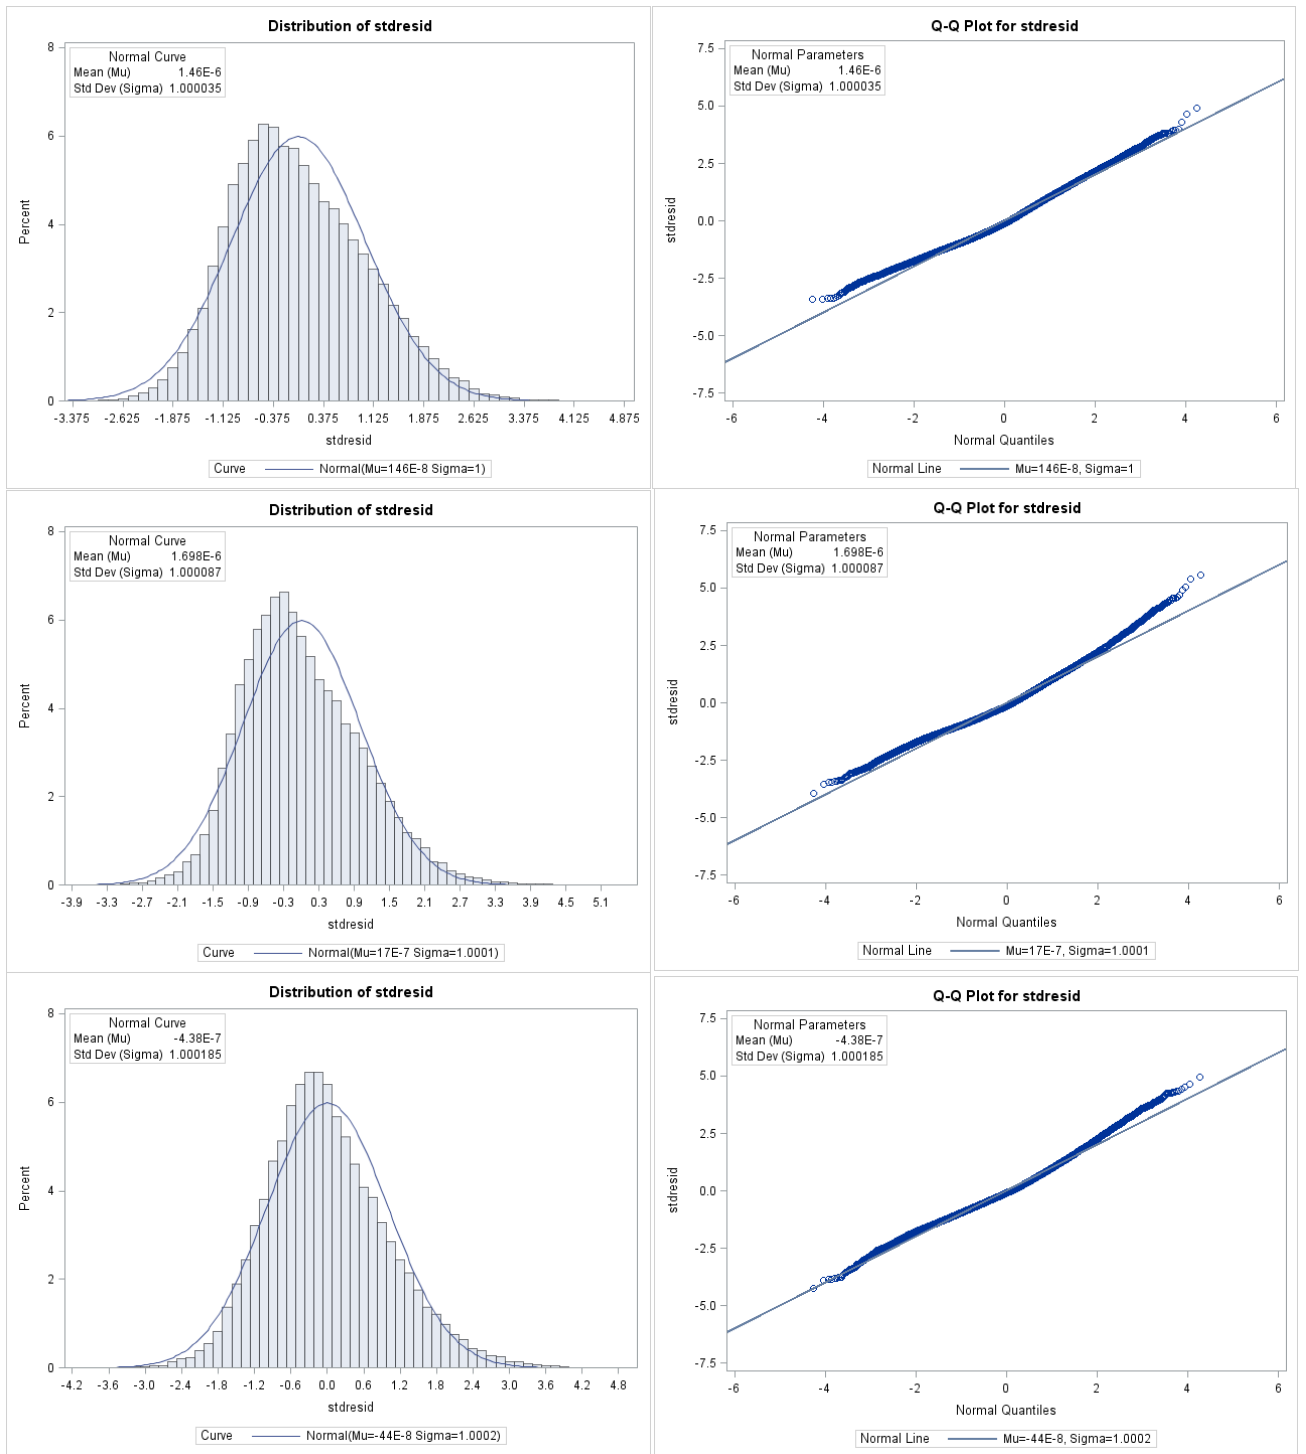 Distribution of stdresid
8
6
4
2
0
Percent
Normal Curve
Mean (Mu) 1.46E-6
Std Dev (Sigma) 1.000035
-3.375 -2.625 -1.875 -1.125 -0.375 0.375 1.125 1.875 2.625 3.375 4.125 4.875
stdresid
Curve Normal(Mu=146E-8 Sigma=1)
Q-Q Plot for stdresid
7.5
5.0
2.5
0.0
-2.5
-5.0
-7.5
stdresid
Normal Parameters
Mean (Mu) 1.46E-6
Std Dev (Sigma) 1.000035
-6 -4 -2 0 2 4 6
Normal Quantiles
Normal Line Mu=146E-8, Sigma=1
Distribution of stdresid
8
6
4
2
0
Percent
Normal Curve
Mean (Mu) 1.698E-6
Std Dev (Sigma) 1.000087
-3.9 -3.3 -2.7 -2.1 -1.5 -0.9 -0.3 0.3 0.9 1.5 2.1 2.7 3.3 3.9 4.5 5.1
stdresid
Curve Normal(Mu=17E-7 Sigma=1.0001)
Q-Q Plot for stdresid
7.5
5.0
2.5
0.0
-2.5
-5.0
-7.5
stdresid
Normal Parameters
Mean (Mu) 1.698E-6
Std Dev (Sigma) 1.000087
-6 -4 -2 0 2 4 6
Normal Quantiles
Normal Line Mu=17E-7, Sigma=1.0001
Distribution of stdresid
8
6
4
2
0
Percent
Normal Curve
Mean (Mu) -4.38E-7
Std Dev (Sigma) 1.000185
-4.2 -3.6 -3.0 -2.4 -1.8 -1.2 -0.6 0.0 0.6 1.2 1.8 2.4 3.0 3.6 4.2 4.8
stdresid
Curve Normal(Mu=-44E-8 Sigma=1.0002)
Q-Q Plot for stdresid
7.5
5.0
2.5
0.0
-2.5
-5.0
-7.5
stdresid
Normal Parameters
Mean (Mu) -4.38E-7
Std Dev (Sigma) 1.000185
-6 -4 -2 0 2 4 6
Normal Quantiles
Normal Line Mu=-44E-8, Sigma=1.0002